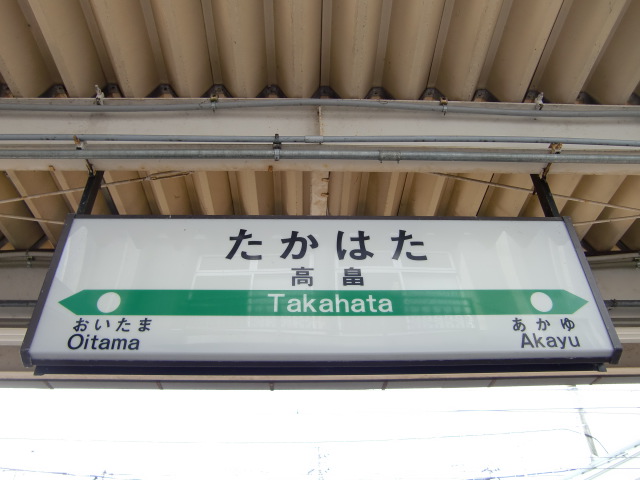 たかはた
高畠
Takahata
おいたま
Oitama
あかゆ
Akayu